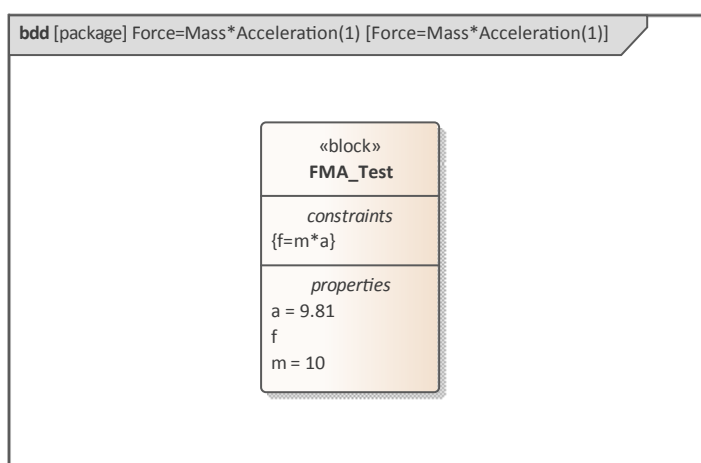 bdd [package] Force=Mass*Acceleration(1) [Force=Mass*Acceleration(1)]
«block»
FMA_Test
constraints
{f=m*a}
properties
a = 9.81
f
m = 10